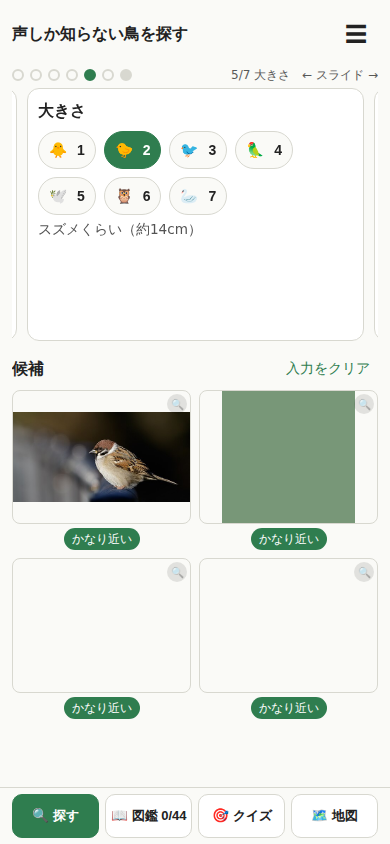 声しか知らない鳥を探す
5/7 大きさ ← スライド →
大きさ
1 2 3 4
5 6 7
スズメくらい（約14cm）
候補 入力をクリア
かなり近い かなり近い
かなり近い かなり近い
探す 図鑑 0/44 クイズ 地図